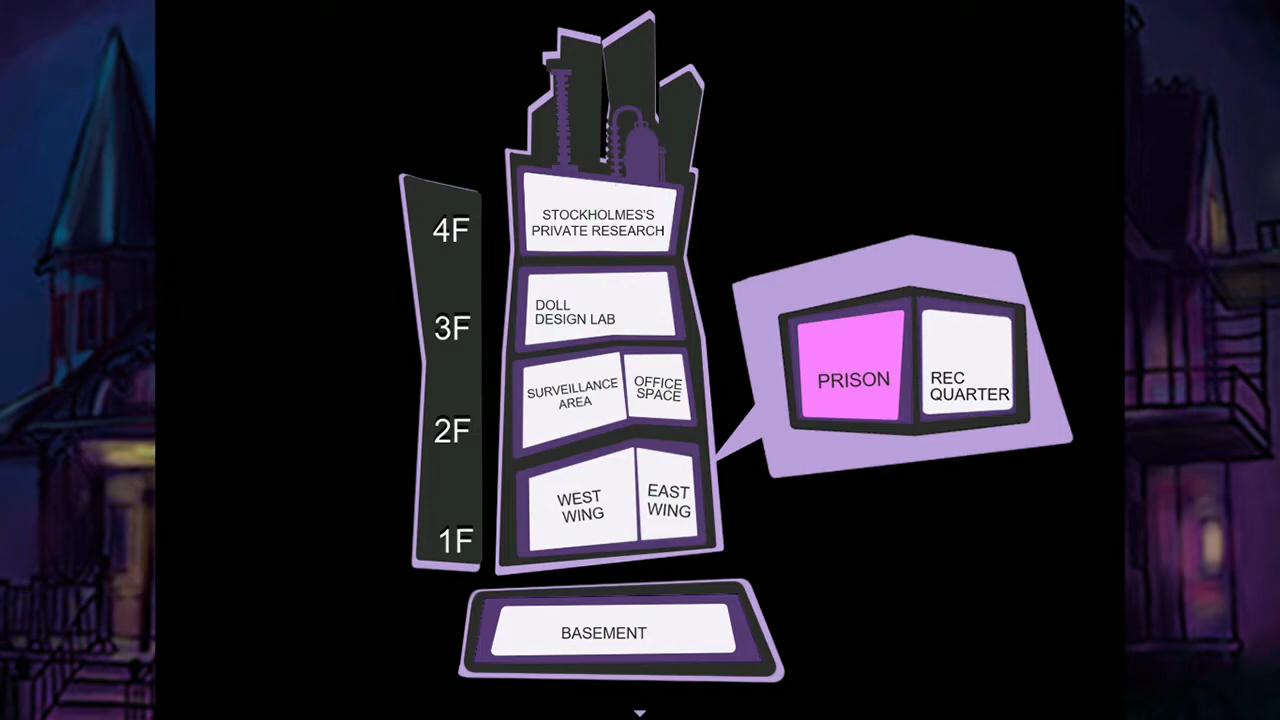 4F
STOCKHOLMES'S
PRIVATE RESEARCH
3F
DOLL
DESIGN LAB
2F
SURVEILLANCE
AREA
OFFICE
SPACE
PRISON
REC
QUARTER
1F
WEST
WING
EAST
WING
BASEMENT